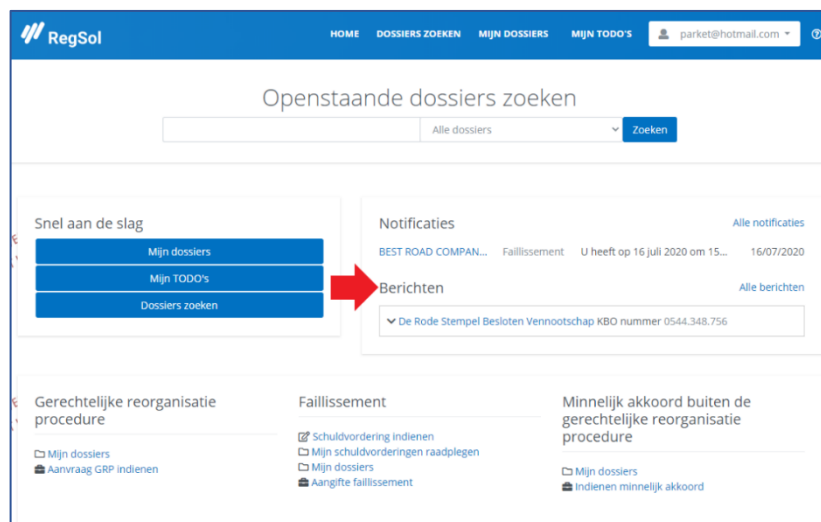 RegSol
HOME DOSSIERS ZOEKEN MIJN DOSSIERS MIJN TODO'S parket@hotmail.com
Openstaande dossiers zoeken
Alle dossiers Zoeken
Snel aan de slag
Mijn dossiers
Mijn TODO's
Dossiers zoeken
Notificaties Alle notificaties
BEST ROAD COMPAN... Faillissement U heeft op 16 juli 2020 om 15... 16/07/2020
Berichten Alle berichten
De Rode Stempel Besloten Vennootschap KBO nummer 0544.348.756
Gerechtelijke reorganisatie
procedure
Mijn dossiers
Aanvraag GRP indienen
Faillissement
Schuldvordering indienen
Mijn schuldvorderingen raadplegen
Mijn dossiers
Aangifte faillissement
Minnelijk akkoord buiten de
gerechtelijke reorganisatie
procedure
Mijn dossiers
Indienen minnelijk akkoord